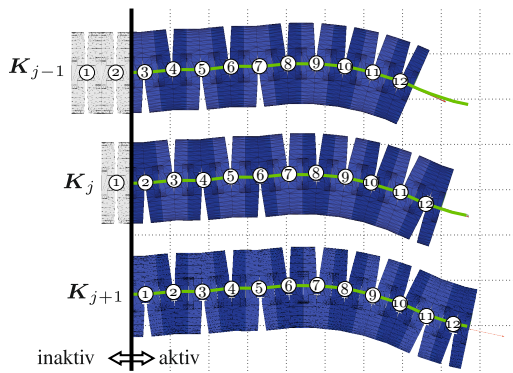 K_{j−1} 1 2 3 4 5 6 7 8 9 10 11 12
K_j 1 2 3 4 5 6 7 8 9 10 11 12
K_{j+1} 1 2 3 4 5 6 7 8 9 10 11 12
inaktiv aktiv